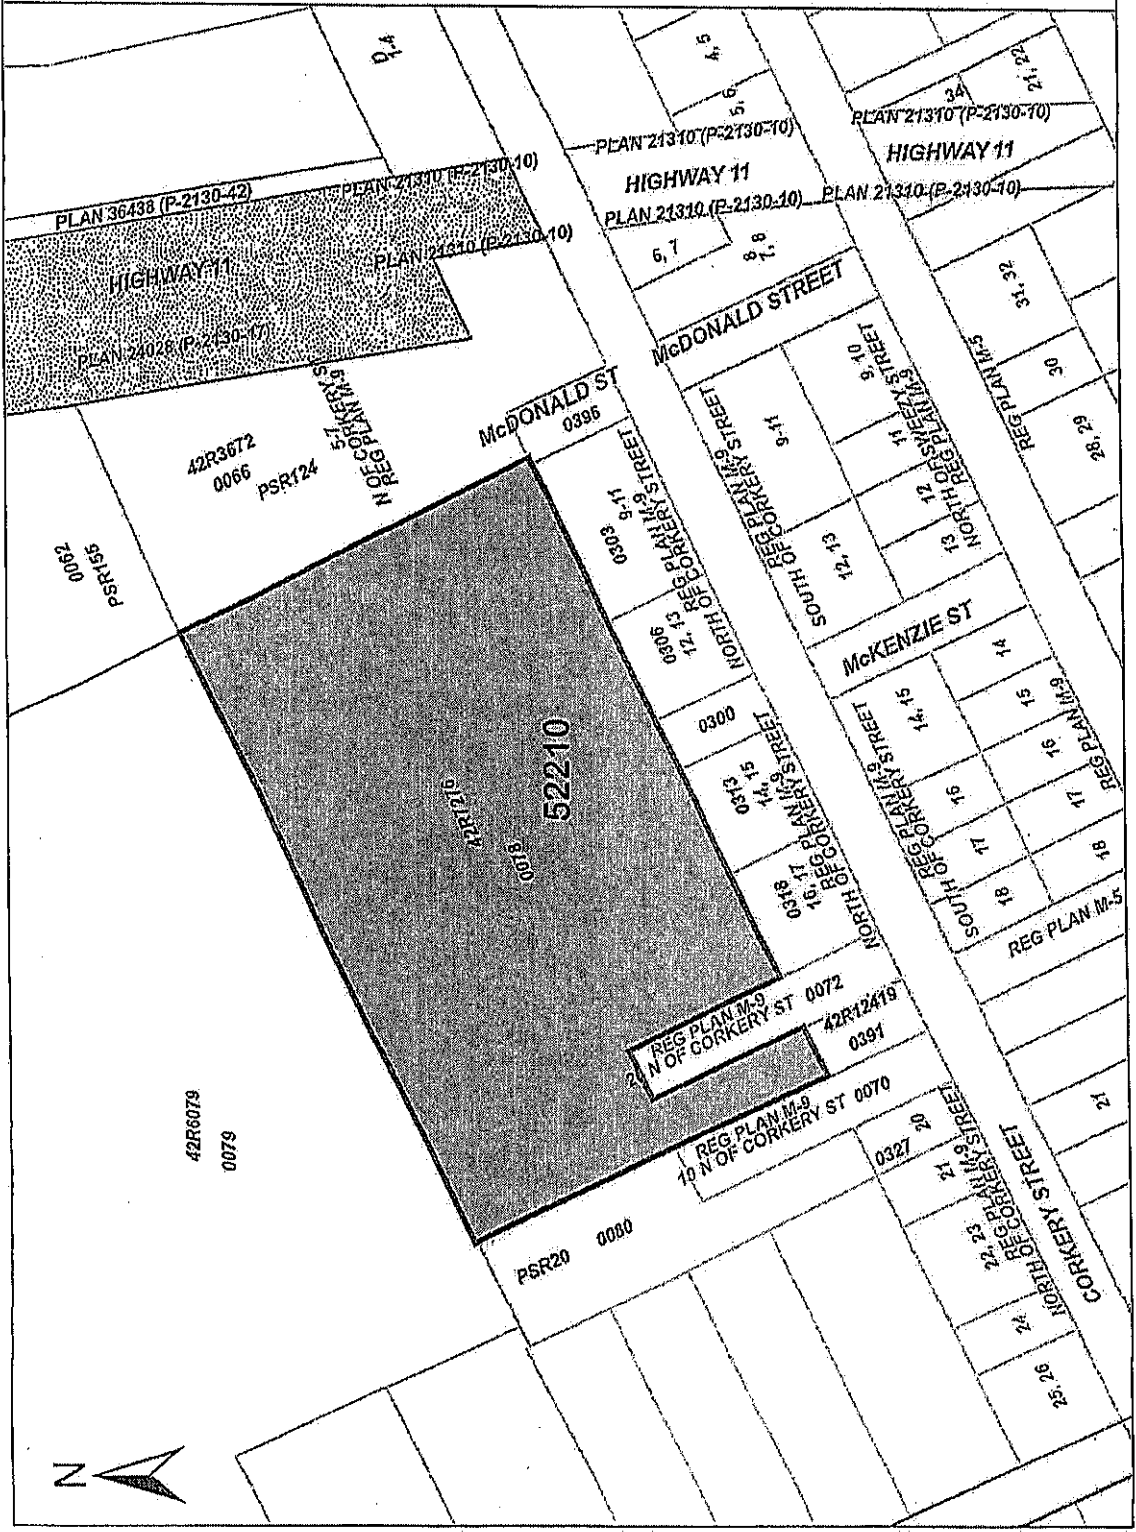 4, 5
5, 6
34
21, 22
PLAN 21310 (P-2130-10)
PLAN 21310 (P-2130-10)
HIGHWAY 11
HIGHWAY 11
PLAN 36438 (P-2130-42)
PLAN 21310 (P-2130-10)
PLAN 21310 (P-2130-10)
PLAN 21310 (P-2130-10)
PLAN 21310 (P-2130-10)
HIGHWAY 11
6, 7
7, 8
8
PLAN 24028 (P-2130-17)
McDONALD STREET
31, 32
REG PLAN M-5
30
28, 29
McDONALD ST
0395
5-7
N OF CORKERY S
REG PLAN M-9
42R3672
0066
PSR124
0062
PSR155
0303
9-11
REG PLAN M-9
NORTH OF CORKERY STREET
0306
12, 13
9-11
REG PLAN M-9
SOUTH OF CORKERY STREET
12, 13
9, 10
11
12
13
NORTH OF SWEEZY STREET
REG PLAN M-9
McKENZIE ST
14
14, 15
15
16
16
17
17
18
18
REG PLAN M-9
SOUTH OF CORKERY STREET
REG PLAN M-9
REG PLAN M-5
0300
0313
14, 15
0318
16, 17
REG PLAN M-9
NORTH OF CORKERY STREET
52210
42R7276
0078
REG PLAN M-9
N OF CORKERY ST 0072
42R12419
0391
REG PLAN M-9
10 N OF CORKERY ST 0070
42R6079
0079
PSR20
0080
0327
20
21
21
22, 23
REG PLAN M-9
NORTH OF CORKERY STREET
CORKERY STREET
24
25, 26
N